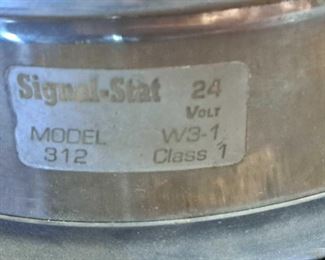 Signal-Stat 24
VOLT
MODEL W3-1
312 Class 1